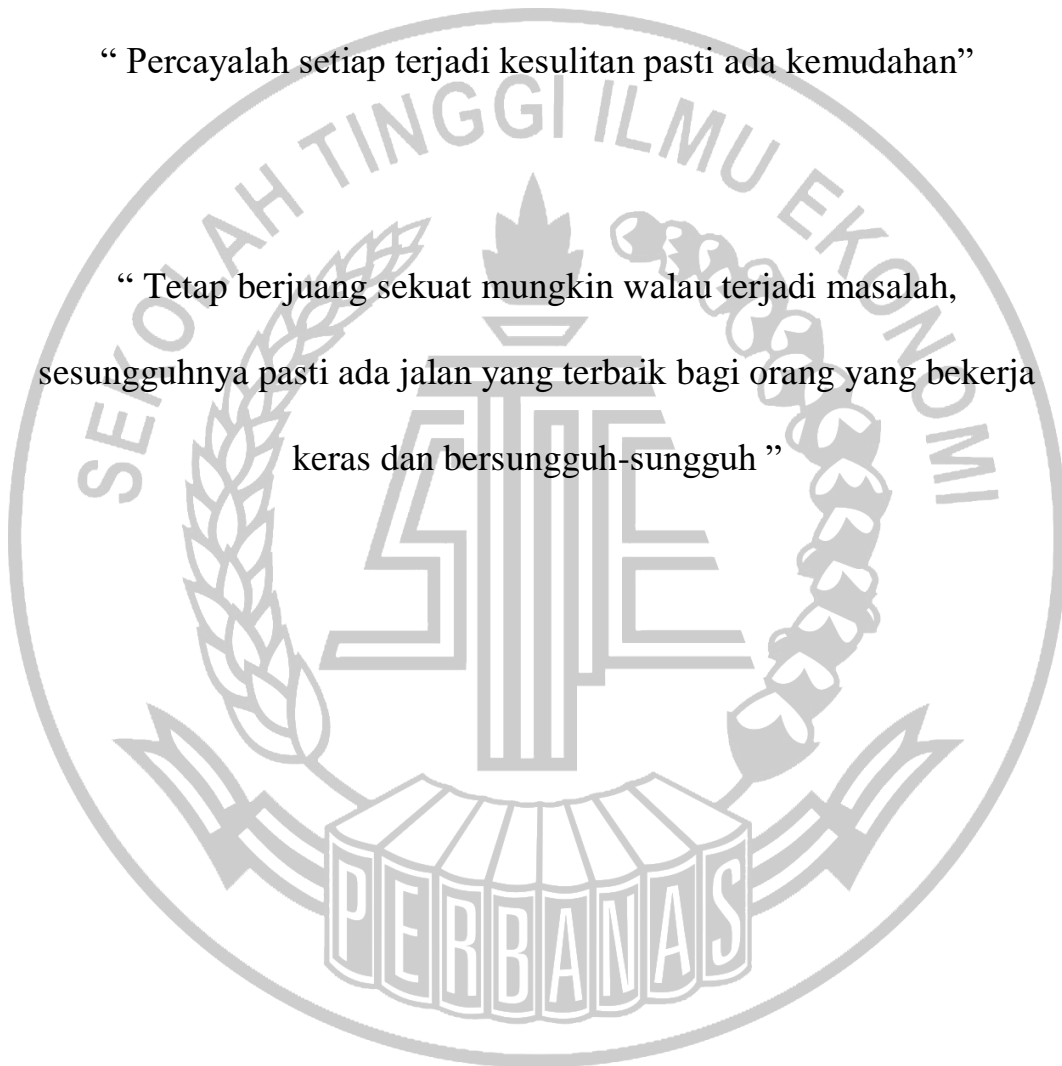 “ Percayalah setiap terjadi kesulitan pasti ada kemudahan”
SEKOLAH TINGGI ILMU EKONOMI
“ Tetap berjuang sekuat mungkin walau terjadi masalah,
sesungguhnya pasti ada jalan yang terbaik bagi orang yang bekerja
keras dan bersungguh-sungguh ”
STIE
PERBANAS